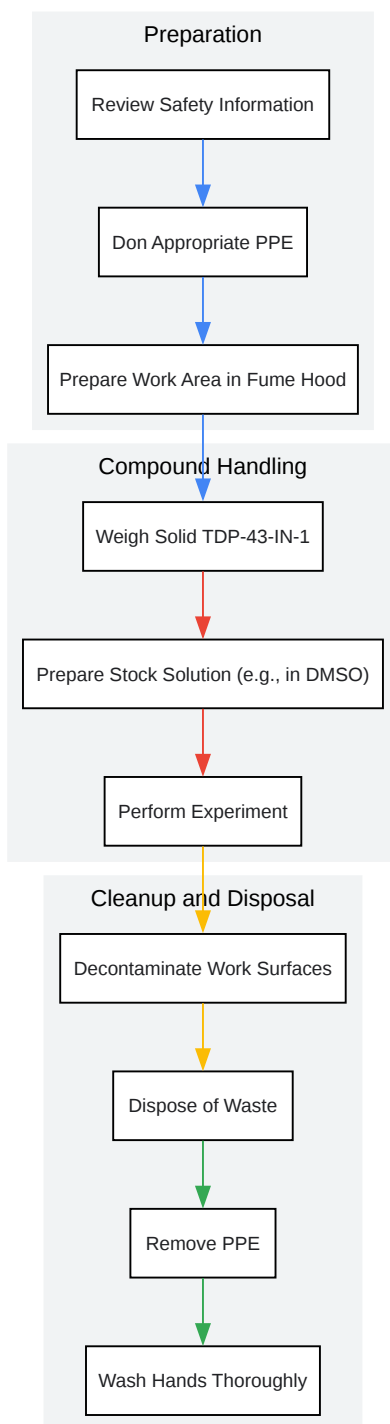 Preparation
Review Safety Information
Don Appropriate PPE
Prepare Work Area in Fume Hood
Compound Handling
Weigh Solid TDP-43-IN-1
Prepare Stock Solution (e.g., in DMSO)
Perform Experiment
Cleanup and Disposal
Decontaminate Work Surfaces
Dispose of Waste
Remove PPE
Wash Hands Thoroughly